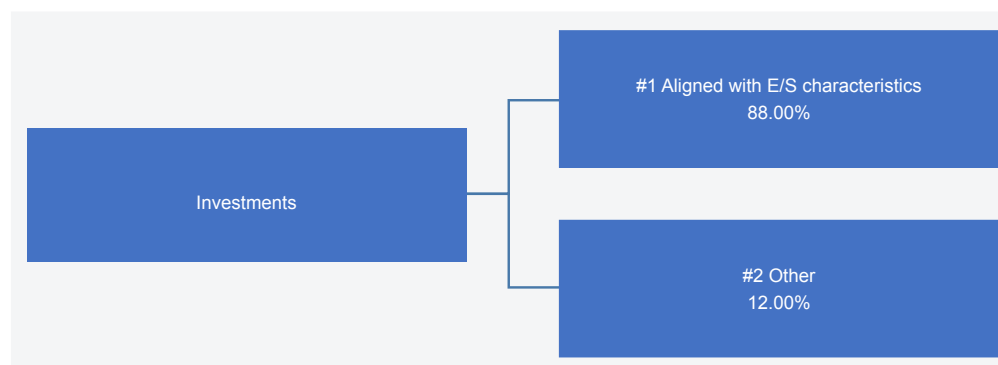 Investments
#1 Aligned with E/S characteristics
88.00%
#2 Other
12.00%